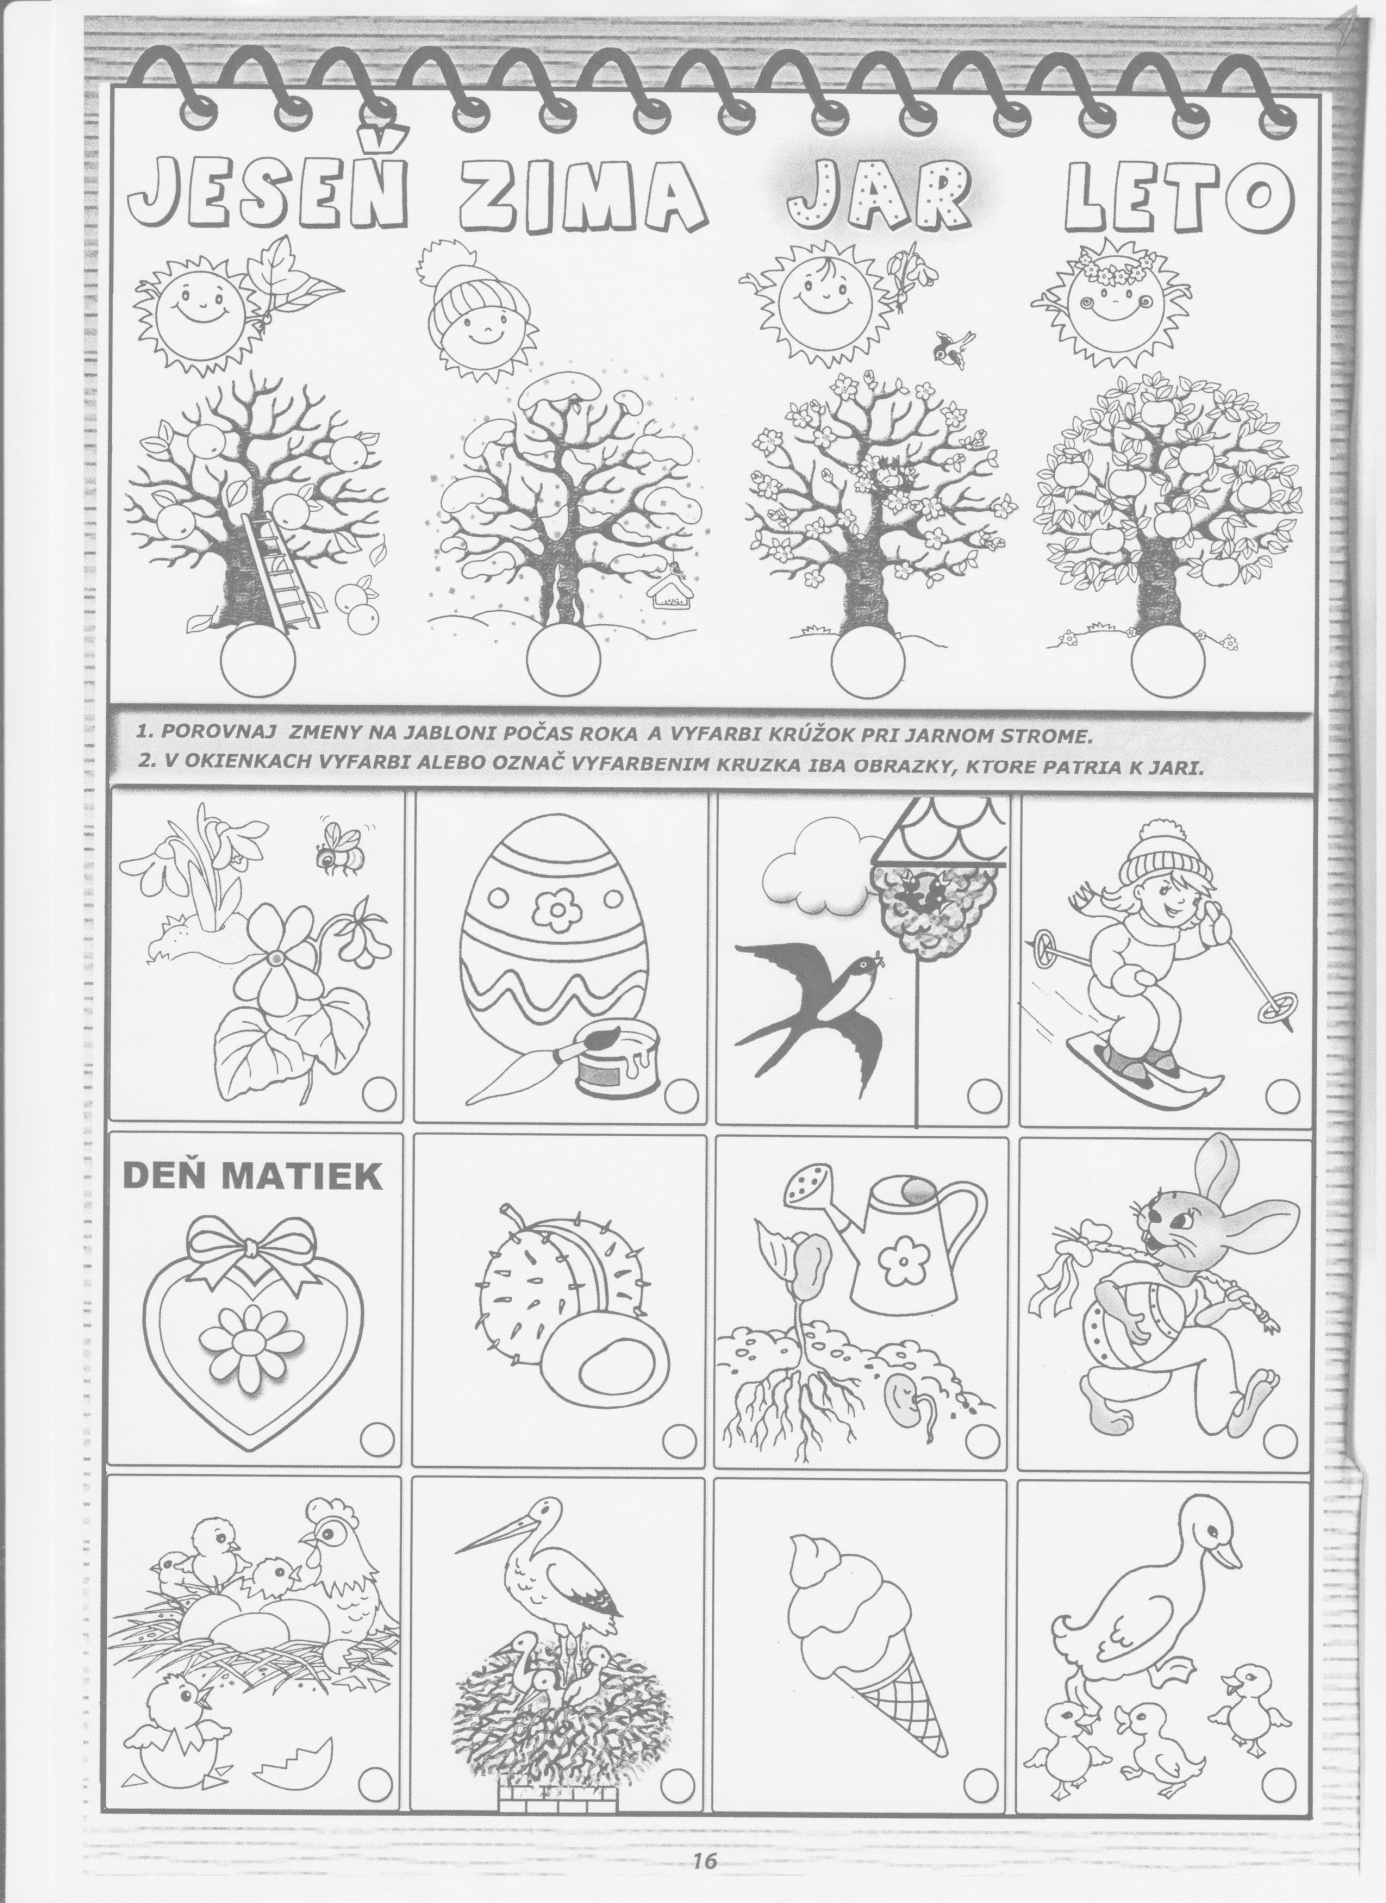 JESEŇ ZIMA JAR LETO
1. POROVNAJ ZMENY NA JABLONI POČAS ROKA A VYFARBI KRÚŽOK PRI JARNOM STROME.
2. V OKIENKACH VYFARBI ALEBO OZNAČ VYFARBENIM KRUZKA IBA OBRAZKY, KTORE PATRIA K JARI.
DEŇ MATIEK
16